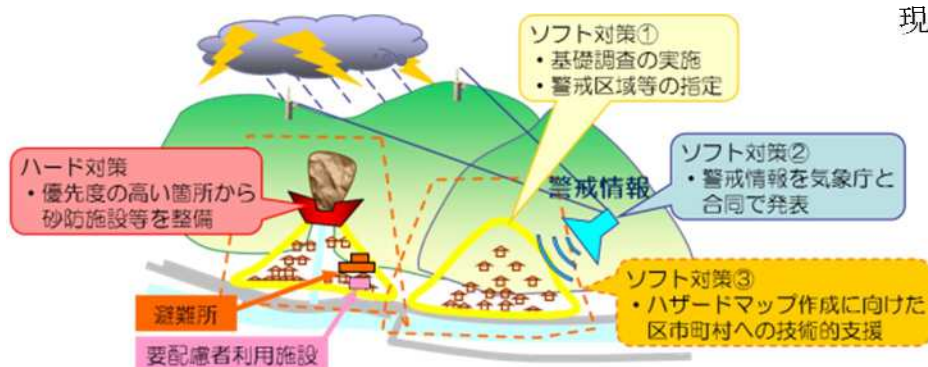 現
ソフト対策①
・基礎調査の実施
・警戒区域等の指定
ハード対策
・優先度の高い箇所から
砂防施設等を整備
警戒情報
ソフト対策②
・警戒情報を気象庁と
合同で発表
ソフト対策③
・ハザードマップ作成に向けた
区市町村への技術的支援
避難所
要配慮者利用施設